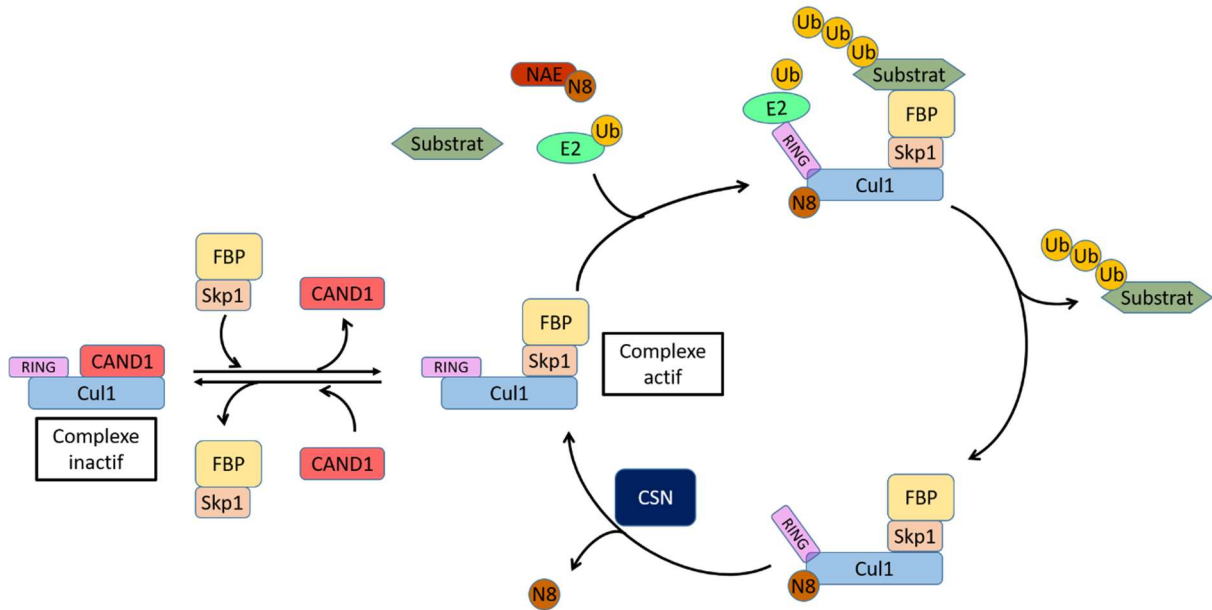 Ub
Ub
Ub
Substrat
NAE
N8
Ub
E2
FBP
Ub
E2
Substrat
RING
Skp1
Cul1
N8
FBP
Skp1
CAND1
Ub
Ub
Ub
Substrat
FBP
Skp1
RING
CAND1
Cul1
RING
Cul1
Complexe
actif
Complexe
inactif
FBP
Skp1
CAND1
CSN
FBP
Skp1
RING
Cul1
N8
N8